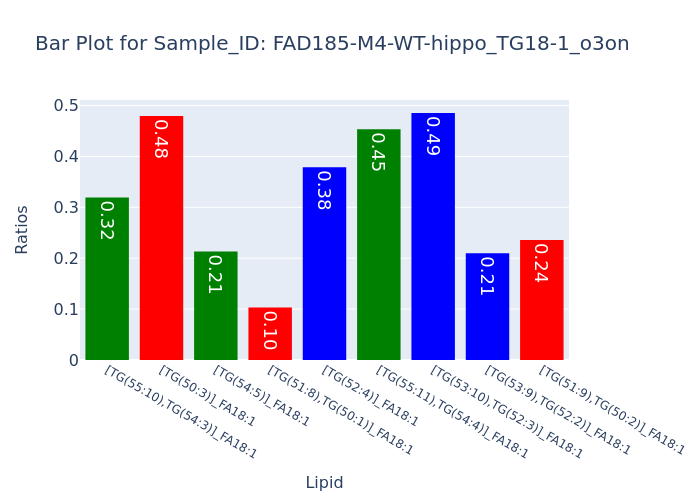 Bar Plot for Sample_ID: FAD185-M4-WT-hippo_TG18-1_o3on
Ratios
0.5
0.4
0.3
0.2
0.1
0
0.32
0.48
0.21
0.10
0.38
0.45
0.49
0.21
0.24
[TG(55:10),TG(54:3)]_FA18:1
[TG(50:3)]_FA18:1
[TG(54:5)]_FA18:1
[TG(51:8),TG(50:1)]_FA18:1
[TG(52:4)]_FA18:1
[TG(55:11),TG(54:4)]_FA18:1
[TG(53:10),TG(52:3)]_FA18:1
[TG(53:9),TG(52:2)]_FA18:1
[TG(51:9),TG(50:2)]_FA18:1
Lipid